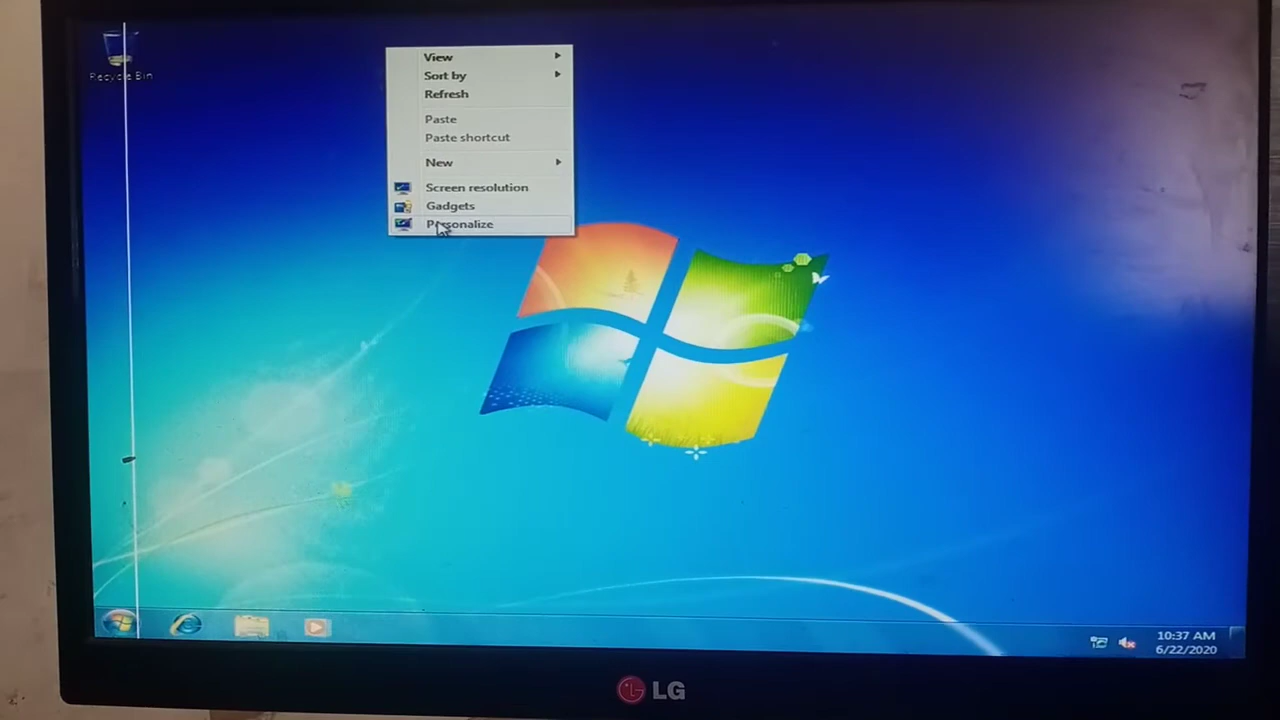 Recycle Bin
View
Sort by
Refresh
Paste
Paste shortcut
New
Screen resolution
Gadgets
Personalize
10:37 AM
6/22/2020
LG